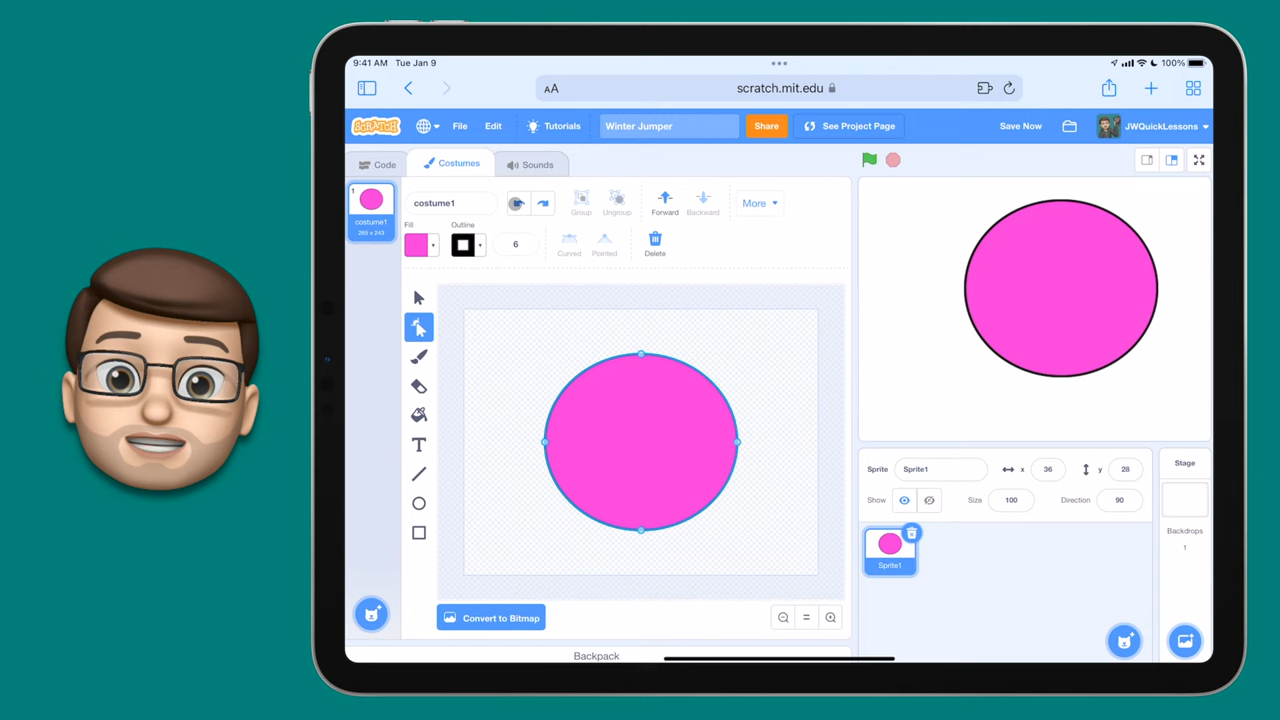 9:41 AM Tue Jan 9
100%
AA
scratch.mit.edu
SCRATCH
File
Edit
Tutorials
Winter Jumper
Share
See Project Page
Save Now
JWQuickLessons
Code
Costumes
Sounds
1
costume1
265 x 243
costume1
Group
Ungroup
Forward
Backward
More
Fill
Outline
6
Curved
Pointed
Delete
T
Convert to Bitmap
Backpack
Sprite
Sprite1
x
36
y
28
Show
Size
100
Direction
90
Sprite1
Stage
Backdrops
1